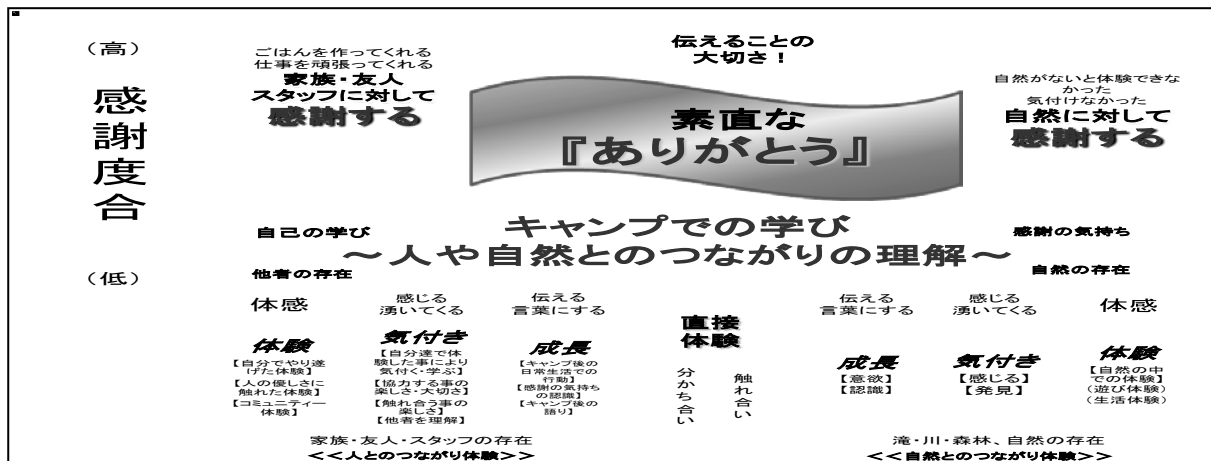 (高)
感謝度合
(低)
ごはんを作ってくれる
仕事を頑張ってくれる
家族・友人
スタッフに対して
感謝する
伝えることの
大切さ!
素直な
『ありがとう』
自然がないと体験できな
かった
気付けなかった
自然に対して
感謝する
キャンプでの学び
～人や自然とのつながりの理解～
自己の学び
他者の存在
感謝の気持ち
自然の存在
体感
体験
【自分でやり遂
げた体験】
【人の優しさに
触れた体験】
【コミュニティー
体験】
感じる
湧いてくる
気付き
【自分達で体
験した事により
気付く・学ぶ】
【協力する事の
楽しさ・大切さ】
【触れ合う事の
楽しさ】
【他者を理解】
伝える
言葉にする
成長
【キャンプ後の
日常生活での
行動】
【感謝の気持ち
の認識】
【キャンプ後の
語り】
直接
体験
分かち合い
触れ合い
伝える
言葉にする
成長
【意欲】
【認識】
感じる
湧いてくる
気付き
【感じる】
【発見】
体感
体験
【自然の中
での体験】
(遊び体験)
(生活体験)
家族・友人・スタッフの存在
<<人とのつながり体験>>
滝・川・森林、自然の存在
<<自然とのつながり体験>>